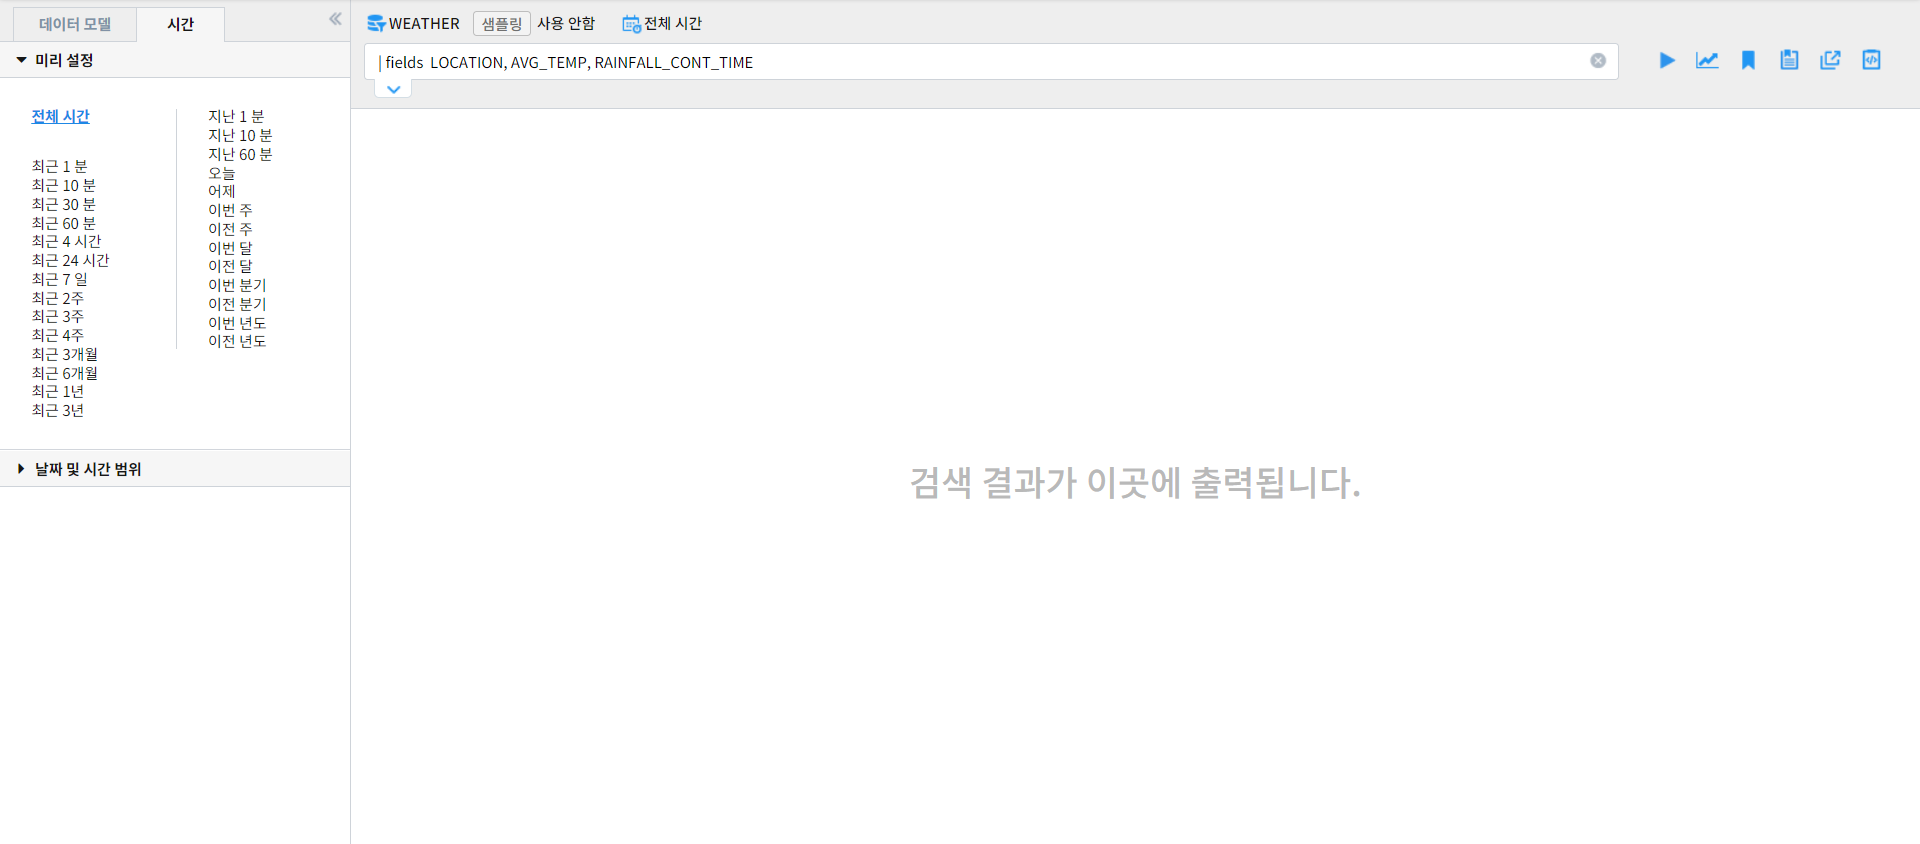 데이터 모델
시간
미리 설정
전체 시간
최근 1 분
최근 10 분
최근 30 분
최근 60 분
최근 4 시간
최근 24 시간
최근 7 일
최근 2주
최근 3주
최근 4주
최근 3개월
최근 6개월
최근 1년
최근 3년
지난 1 분
지난 10 분
지난 60 분
오늘
어제
이번 주
이전 주
이번 달
이전 달
이번 분기
이전 분기
이번 년도
이전 년도
날짜 및 시간 범위
WEATHER 샘플링 사용 안함 전체 시간
| fields LOCATION, AVG_TEMP, RAINFALL_CONT_TIME
검색 결과가 이곳에 출력됩니다.